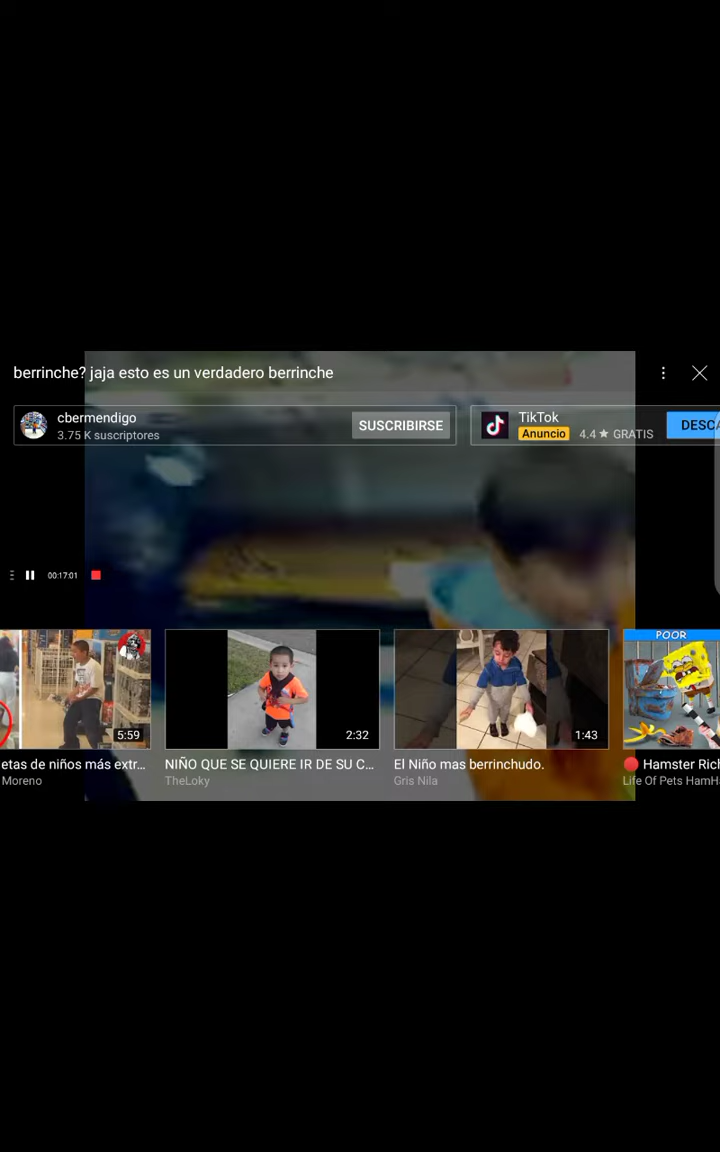 berrinche? jaja esto es un verdadero berrinche
cbermendigo
3.75 K suscriptores
SUSCRIBIRSE
TikTok
Anuncio 4.4★ GRATIS
DESCA
00:17:01
5:59
2:32
1:43
POOR
etas de niños más extr...
Moreno
NIÑO QUE SE QUIERE IR DE SU C...
TheLoky
El Niño mas berrinchudo.
Gris Nila
🔴 Hamster Rich
Life Of Pets HamH